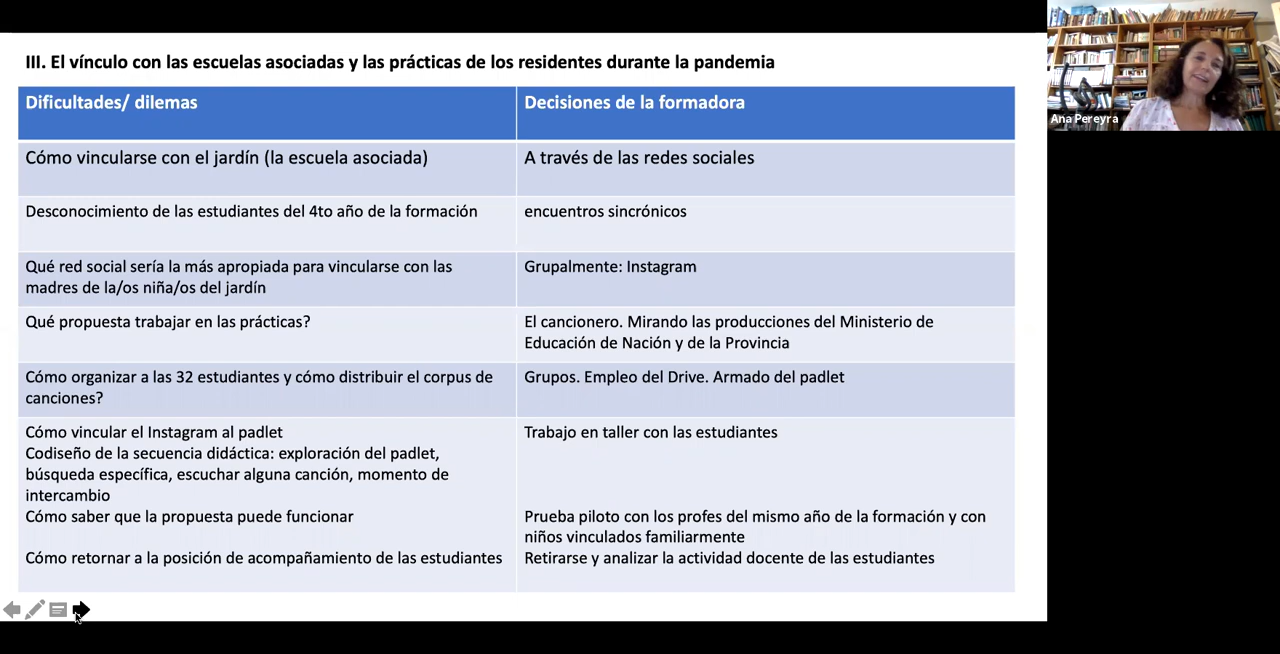 III. El vínculo con las escuelas asociadas y las prácticas de los residentes durante la pandemia
Dificultades/ dilemas
Decisiones de la formadora
Cómo vincularse con el jardín (la escuela asociada)
A través de las redes sociales
Desconocimiento de las estudiantes del 4to año de la formación
encuentros sincrónicos
Qué red social sería la más apropiada para vincularse con las
madres de la/os niña/os del jardín
Grupalmente: Instagram
Qué propuesta trabajar en las prácticas?
El cancionero. Mirando las producciones del Ministerio de
Educación de Nación y de la Provincia
Cómo organizar a las 32 estudiantes y cómo distribuir el corpus de
canciones?
Grupos. Empleo del Drive. Armado del padlet
Cómo vincular el Instagram al padlet
Codiseño de la secuencia didáctica: exploración del padlet,
búsqueda específica, escuchar alguna canción, momento de
intercambio
Trabajo en taller con las estudiantes
Cómo saber que la propuesta puede funcionar
Prueba piloto con los profes del mismo año de la formación y con
niños vinculados familiarmente
Cómo retornar a la posición de acompañamiento de las estudiantes
Retirarse y analizar la actividad docente de las estudiantes
Ana Pereyra